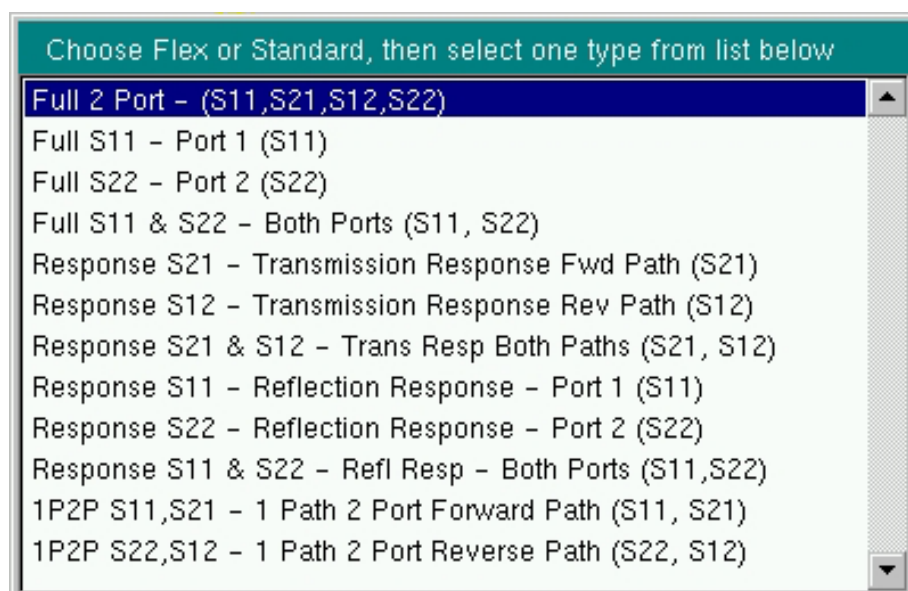 Choose Flex or Standard, then select one type from list below
Full 2 Port – (S11,S21,S12,S22)
Full S11 – Port 1 (S11)
Full S22 – Port 2 (S22)
Full S11 & S22 – Both Ports (S11, S22)
Response S21 – Transmission Response Fwd Path (S21)
Response S12 – Transmission Response Rev Path (S12)
Response S21 & S12 – Trans Resp Both Paths (S21, S12)
Response S11 – Reflection Response – Port 1 (S11)
Response S22 – Reflection Response – Port 2 (S22)
Response S11 & S22 – Refl Resp – Both Ports (S11,S22)
1P2P S11,S21 – 1 Path 2 Port Forward Path (S11, S21)
1P2P S22,S12 – 1 Path 2 Port Reverse Path (S22, S12)